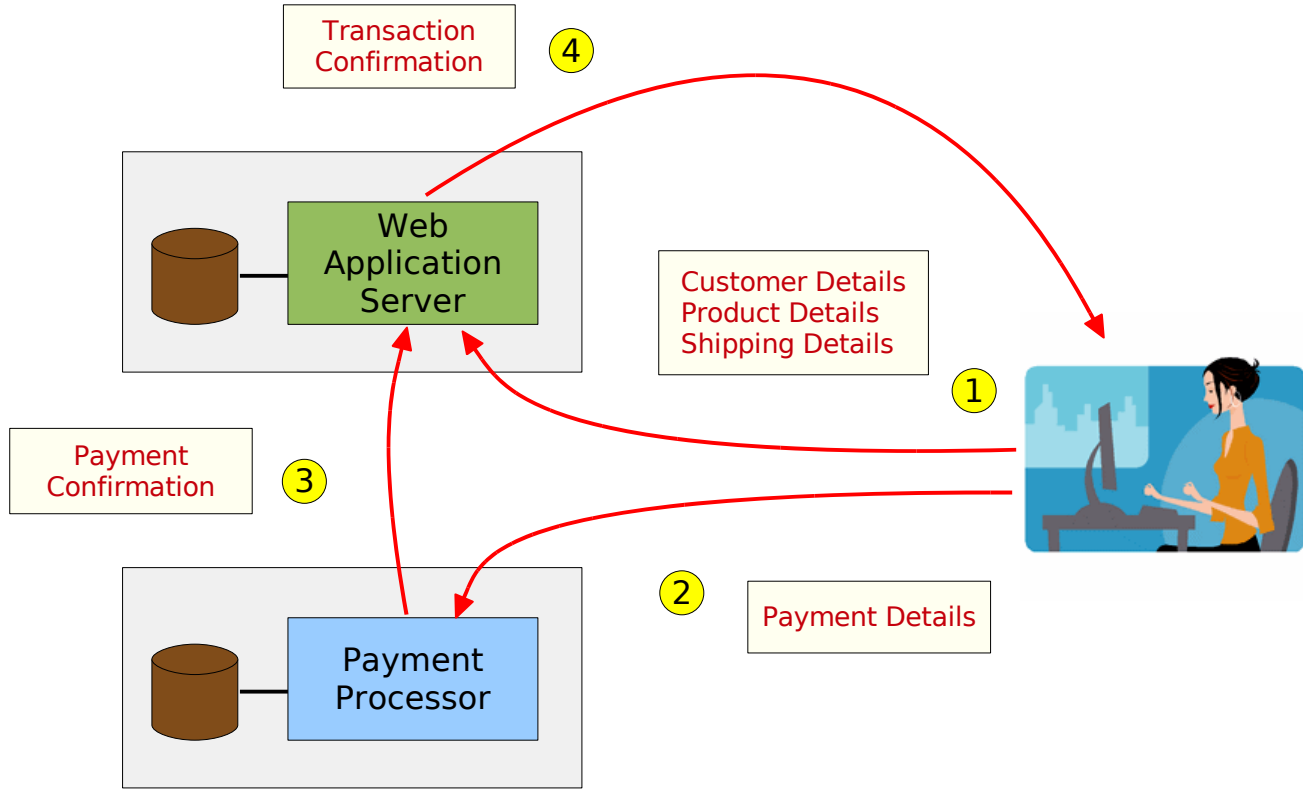 Transaction
Confirmation
4
Web
Application
Server
Customer Details
Product Details
Shipping Details
1
Payment
Confirmation
3
2
Payment Details
Payment
Processor